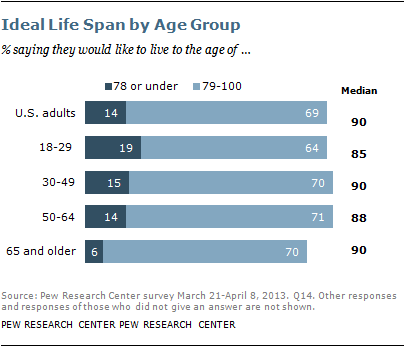 Ideal Life Span by Age Group
% saying they would like to live to the age of ...
78 or under 79-100 Median
U.S. adults 14 69 90
18-29 19 64 85
30-49 15 70 90
50-64 14 71 88
65 and older 6 70 90
Source: Pew Research Center survey March 21-April 8, 2013. Q14. Other responses
and responses of those who did not give an answer are not shown.
PEW RESEARCH CENTER PEW RESEARCH CENTER